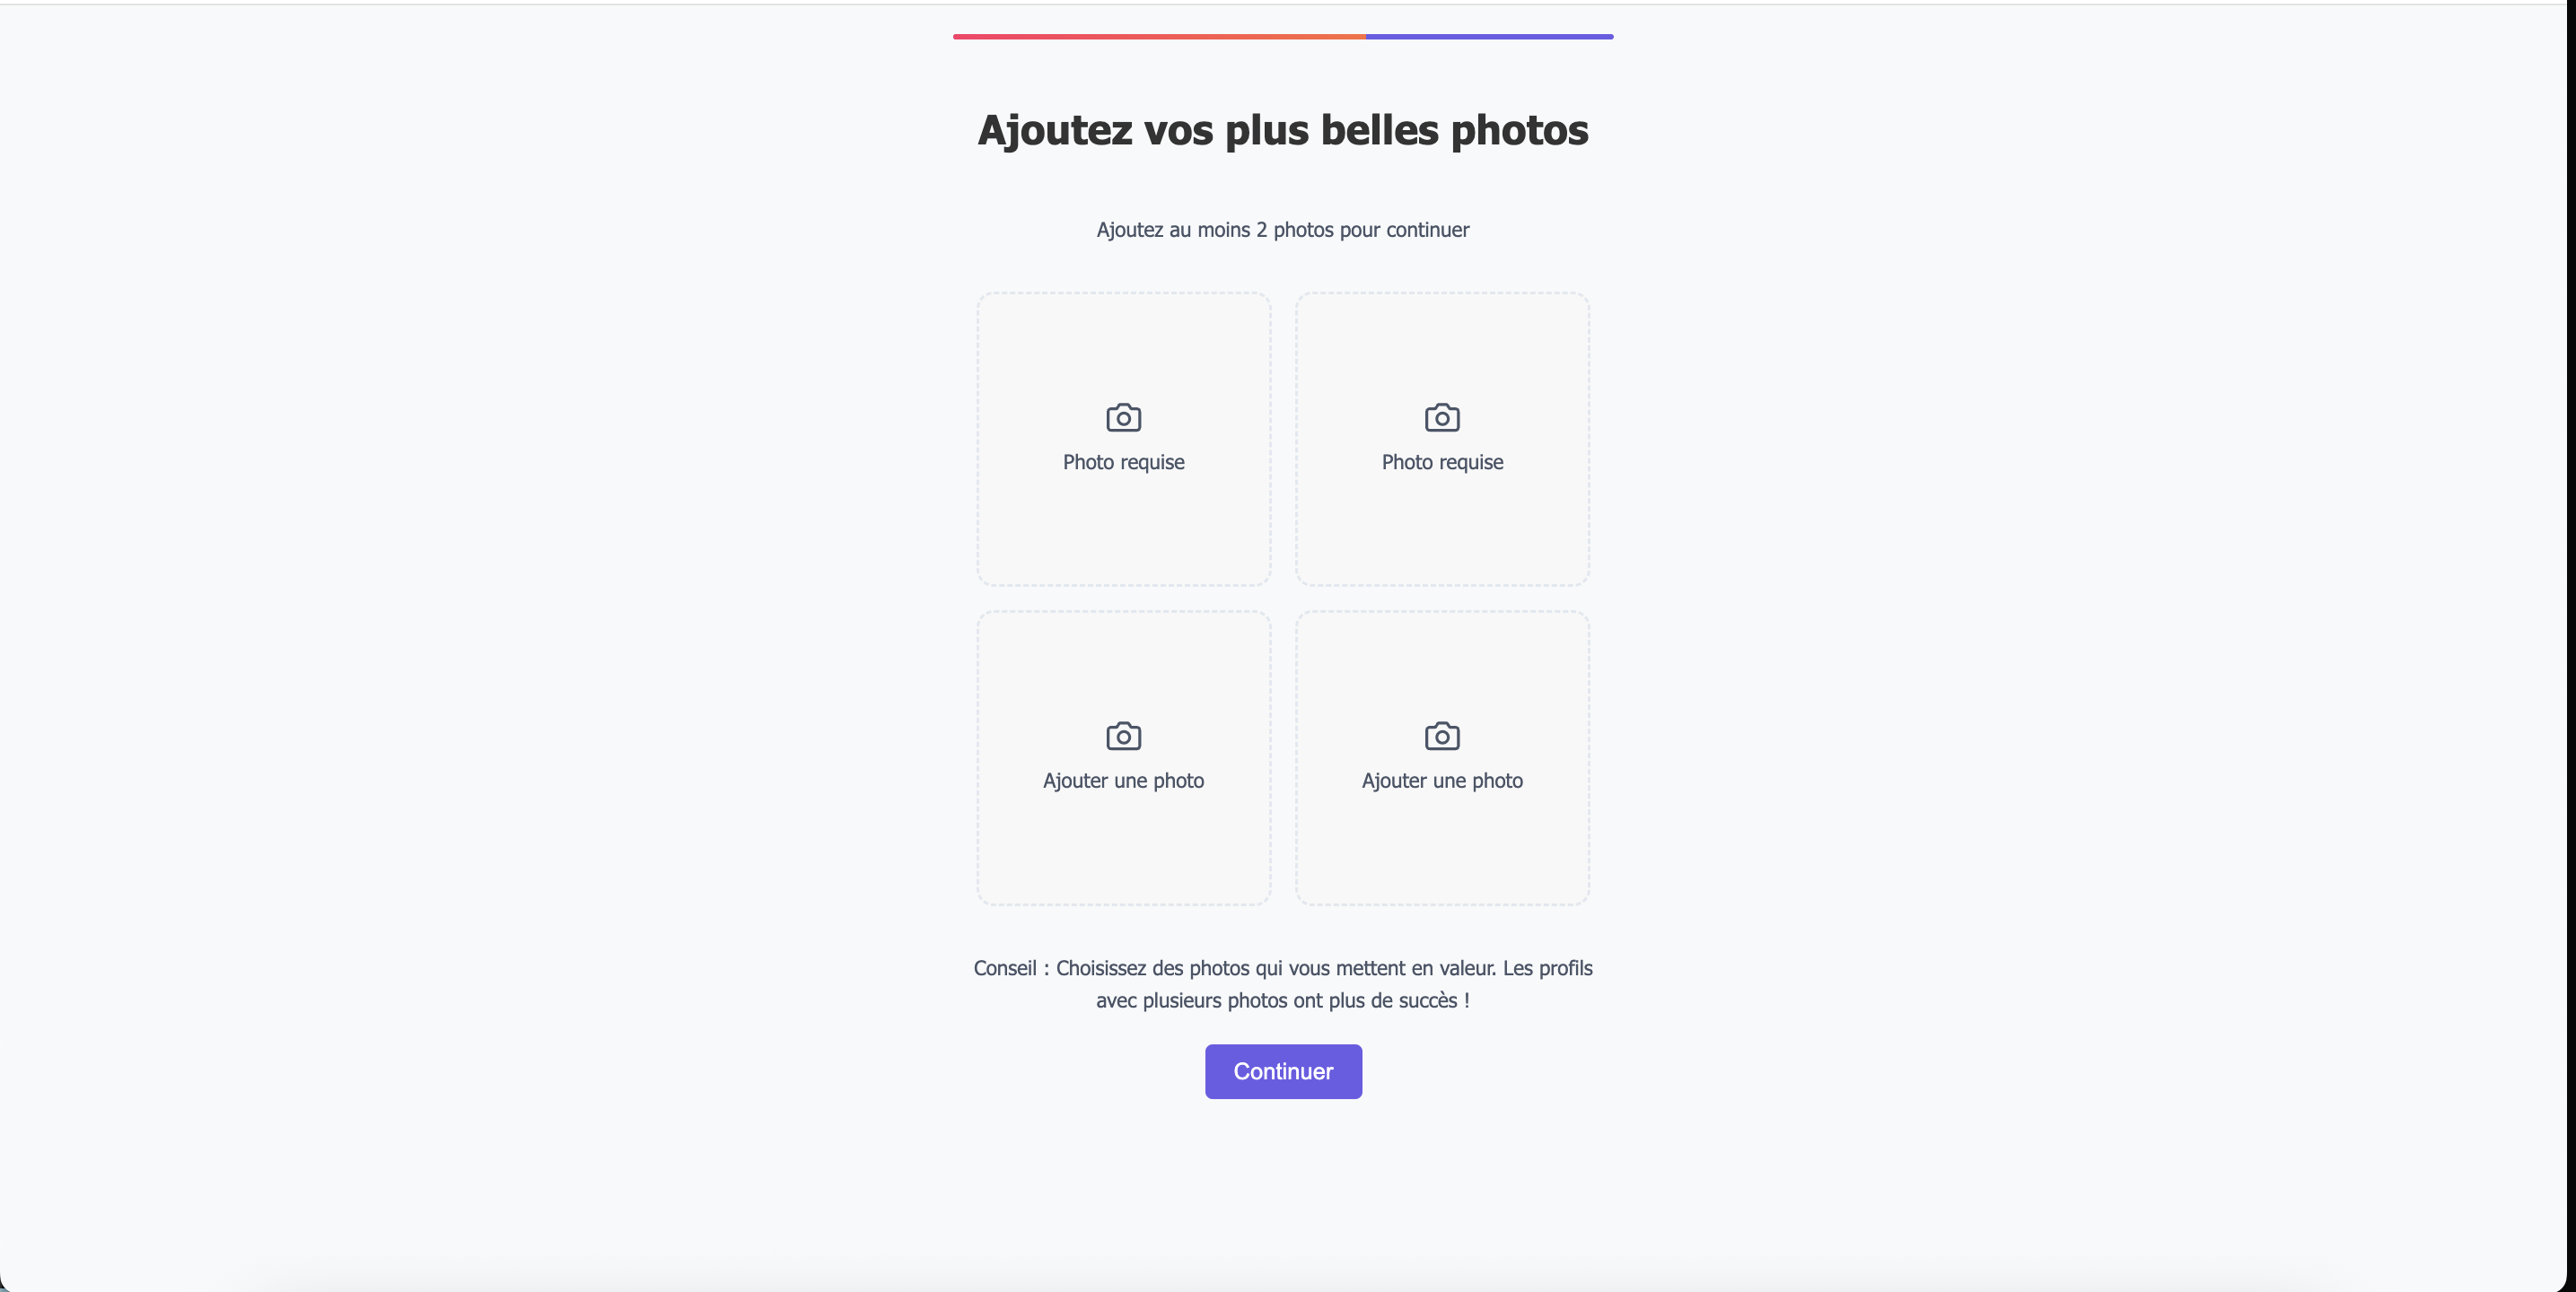 Ajoutez vos plus belles photos
Ajoutez au moins 2 photos pour continuer
Photo requise
Photo requise
Ajouter une photo
Ajouter une photo
Conseil : Choisissez des photos qui vous mettent en valeur. Les profils
avec plusieurs photos ont plus de succès !
Continuer